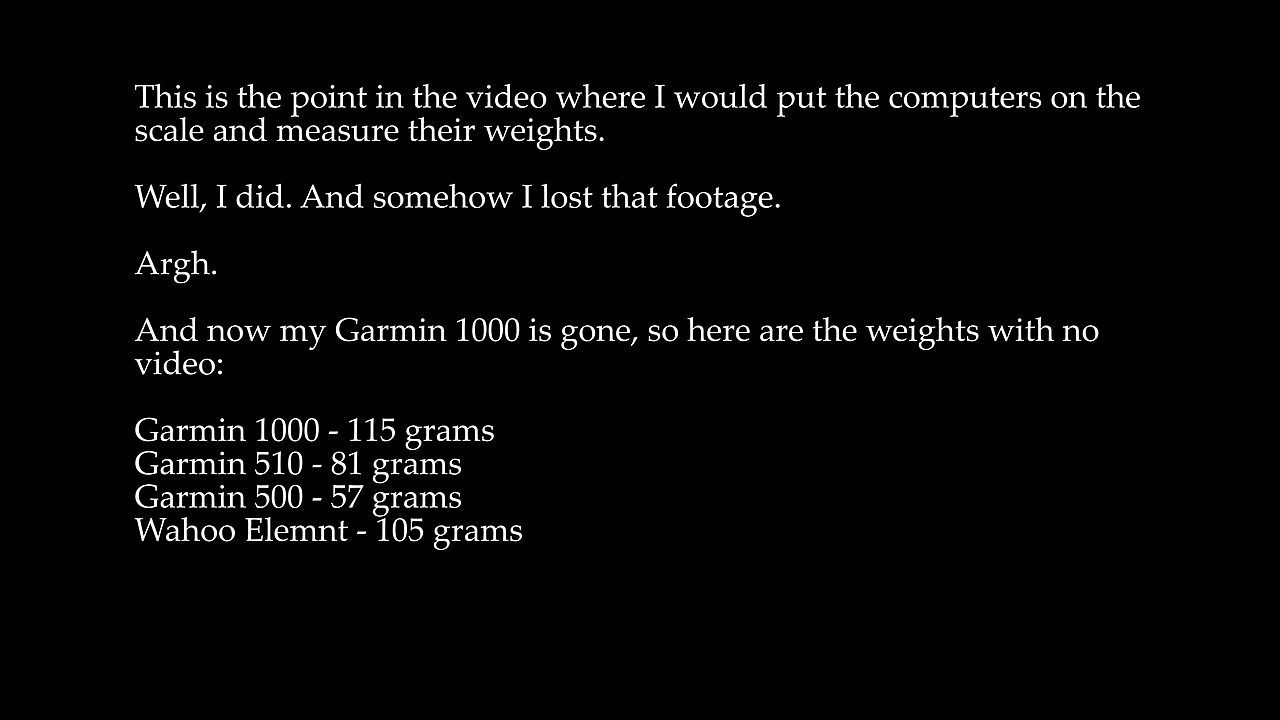 This is the point in the video where I would put the computers on the
scale and measure their weights.
Well, I did. And somehow I lost that footage.
Argh.
And now my Garmin 1000 is gone, so here are the weights with no
video:
Garmin 1000 - 115 grams
Garmin 510 - 81 grams
Garmin 500 - 57 grams
Wahoo Elemnt - 105 grams